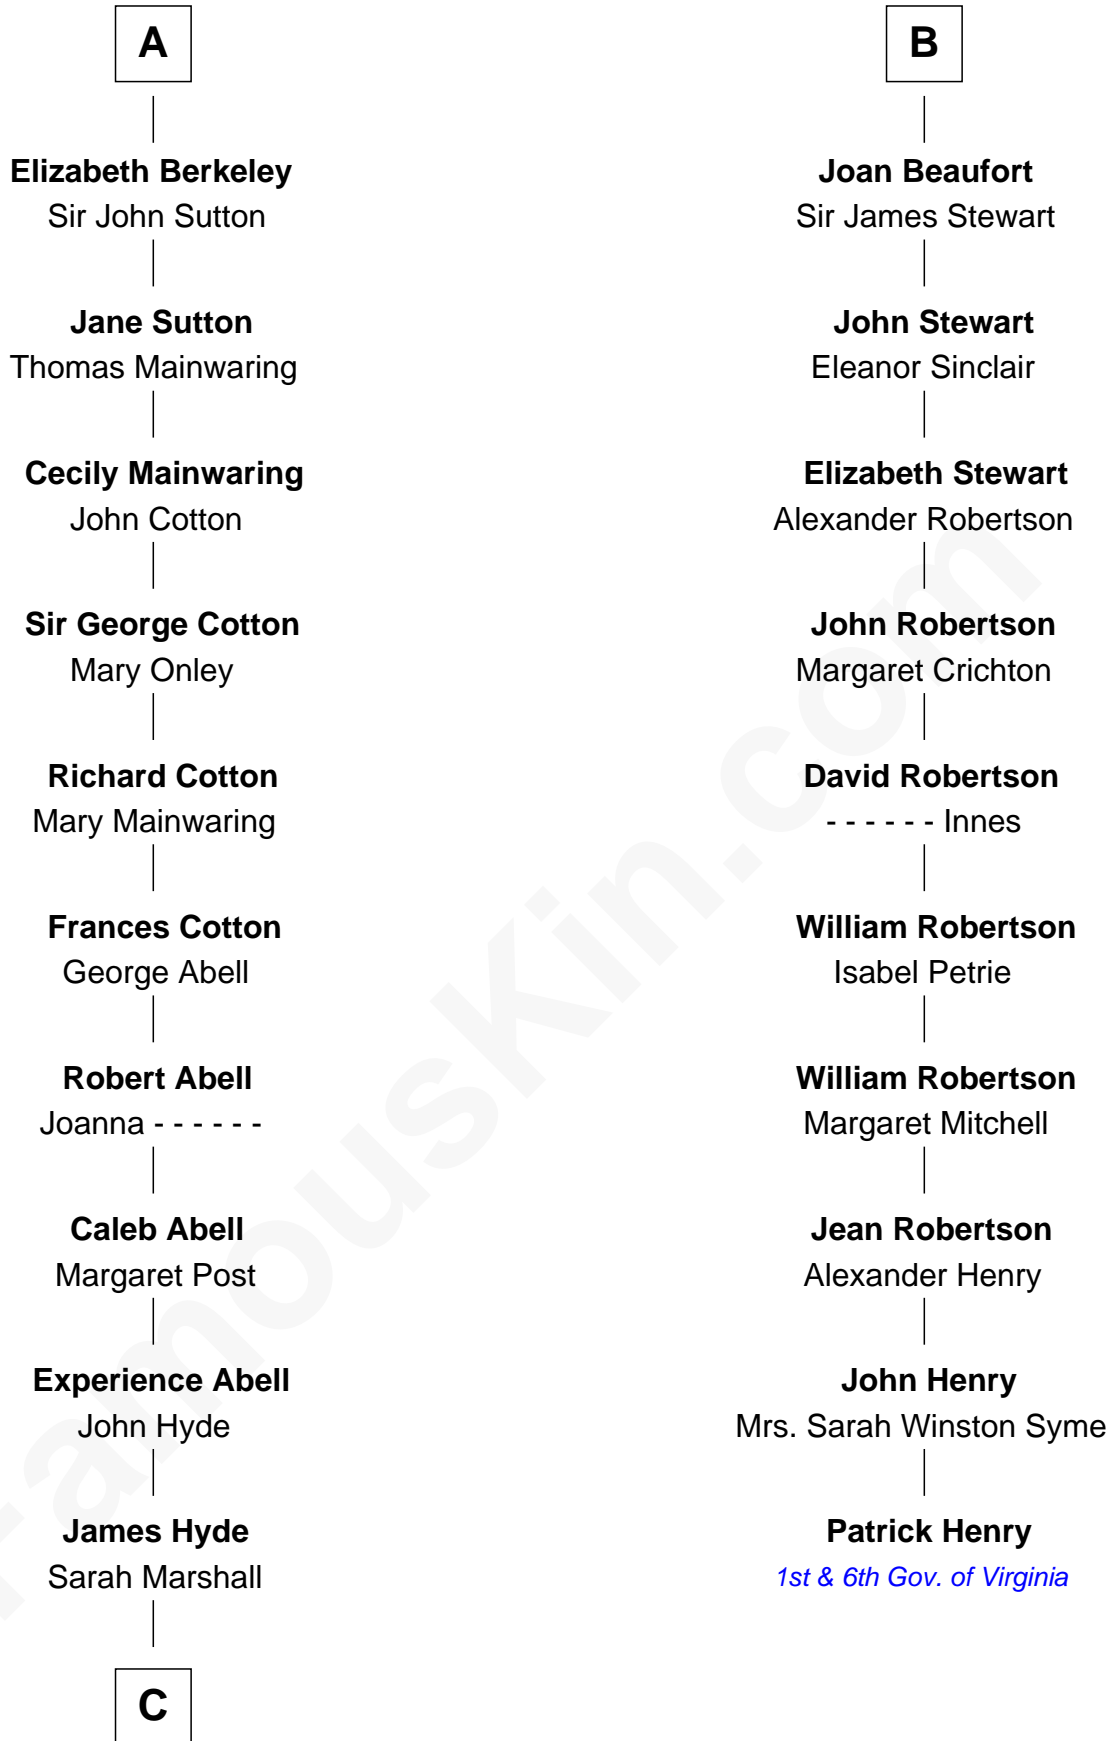 A
Elizabeth Berkeley
Sir John Sutton
Jane Sutton
Thomas Mainwaring
Cecily Mainwaring
John Cotton
Sir George Cotton
Mary Onley
Richard Cotton
Mary Mainwaring
Frances Cotton
George Abell
Robert Abell
Joanna - - - - - -
Caleb Abell
Margaret Post
Experience Abell
John Hyde
James Hyde
Sarah Marshall
C
B
Joan Beaufort
Sir James Stewart
John Stewart
Eleanor Sinclair
Elizabeth Stewart
Alexander Robertson
John Robertson
Margaret Crichton
David Robertson
- - - - - - Innes
William Robertson
Isabel Petrie
William Robertson
Margaret Mitchell
Jean Robertson
Alexander Henry
John Henry
Mrs. Sarah Winston Syme
Patrick Henry
1st & 6th Gov. of Virginia
FamousKin.com